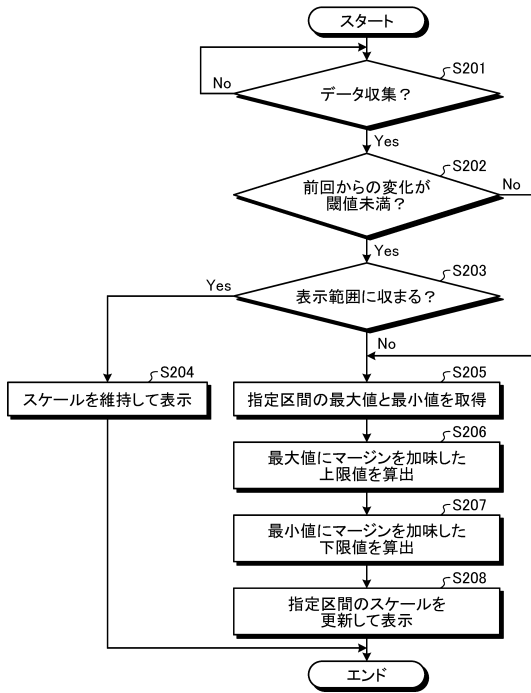 スタート
S201
データ収集？
No
Yes
S202
前回からの変化が
閾値未満？
No
Yes
S203
表示範囲に収まる？
Yes
No
S204
スケールを維持して表示
S205
指定区間の最大値と最小値を取得
S206
最大値にマージンを加味した
上限値を算出
S207
最小値にマージンを加味した
下限値を算出
S208
指定区間のスケールを
更新して表示
エンド